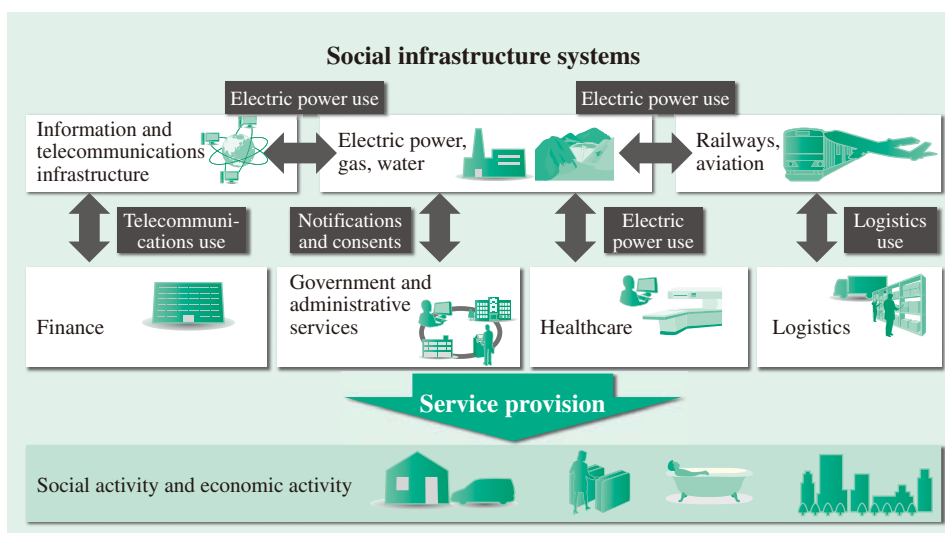 Social infrastructure systems
Electric power use
Electric power use
Information and
telecommunications
infrastructure
Electric power,
gas, water
Railways,
aviation
Telecommuni-
cations use
Notifications
and consents
Electric
power use
Logistics
use
Finance
Government and
administrative
services
Healthcare
Logistics
Service provision
Social activity and economic activity